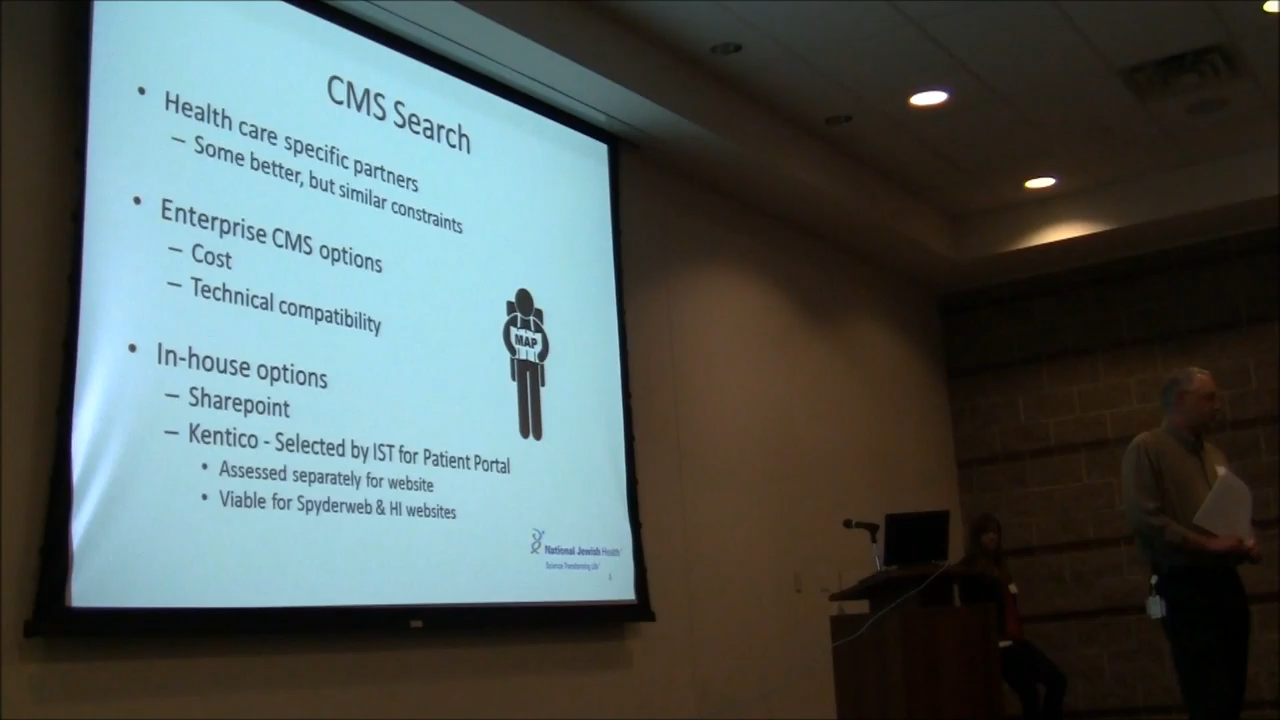 CMS Search
• Health care specific partners
– Some better, but similar constraints
• Enterprise CMS options
– Cost
– Technical compatibility
• In-house options
– Sharepoint
– Kentico - Selected by IST for Patient Portal
• Assessed separately for website
• Viable for Spyderweb & HI websites
MAP
National Jewish Health
Science Transforming Life